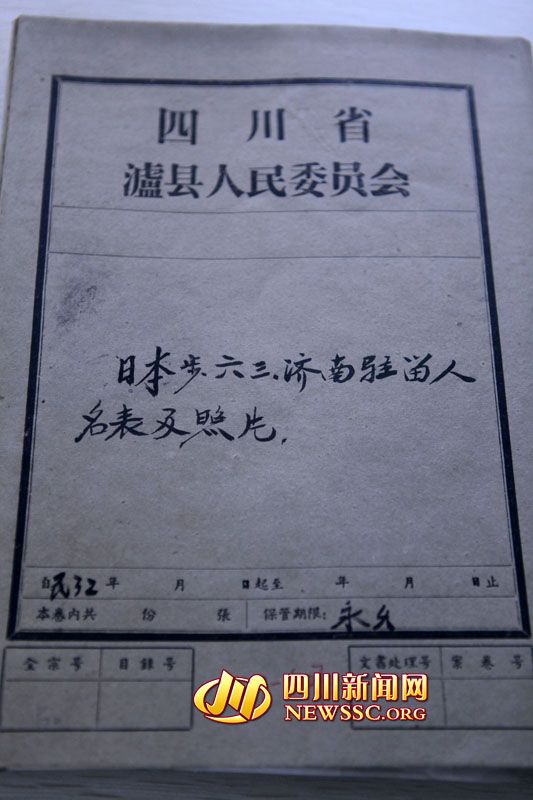 四川省
瀘县人民委员会
日本步.六三.济南駐留人
名表及照片.
自民32年 月 日起至 年 月 日止
本卷内共 份 張 保管期限:永久
全宗号 目錄号 文書处理号 案卷号
四川新闻网
NEWSSC.ORG